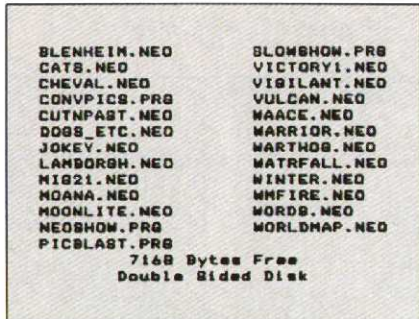 BLENHEIM.NEO
CATS.NEO
CHEVAL.NEO
CONVPICS.PRG
CUTNPAST.NEO
DOGS_ETC.NEO
JOKEY.NEO
LAMBORGH.NEO
MIG21.NEO
MOANA.NEO
MOONLITE.NEO
NEOSHOW.PRG
PICBLAST.PRG
SLOWSHOW.PRG
VICTORY1.NEO
VIGILANT.NEO
VULCAN.NEO
WAACE.NEO
WARRIOR.NEO
WARTHOG.NEO
WATRFALL.NEO
WINTER.NEO
WMFIRE.NEO
WORDS.NEO
WORLDMAP.NEO
7168 Bytes Free
Double Sided Disk